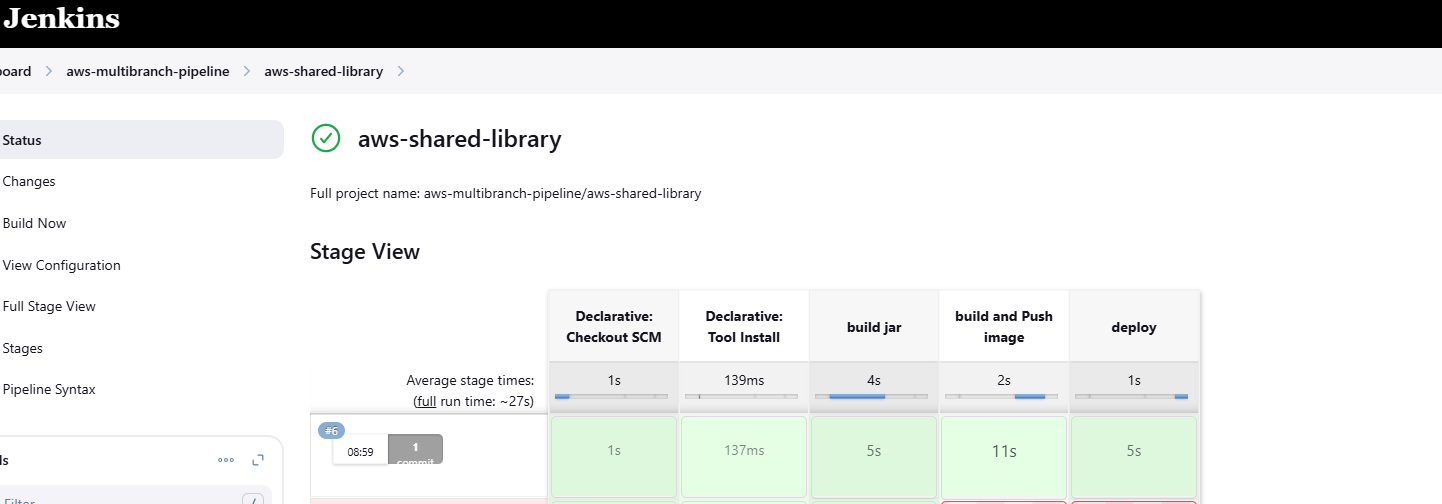 Jenkins
aws-multibranch-pipeline
aws-shared-library
Status
Changes
Build Now
View Configuration
Full Stage View
Stages
Pipeline Syntax
Filter
/
aws-shared-library
Full project name: aws-multibranch-pipeline/aws-shared-library
Stage View
Declarative: Checkout SCM
Declarative: Tool Install
build jar
build and Push image
deploy
Average stage times:
(full run time: ~27s)
1s
139ms
4s
2s
1s
#6
08:59
1
commit
1s
137ms
5s
11s
5s